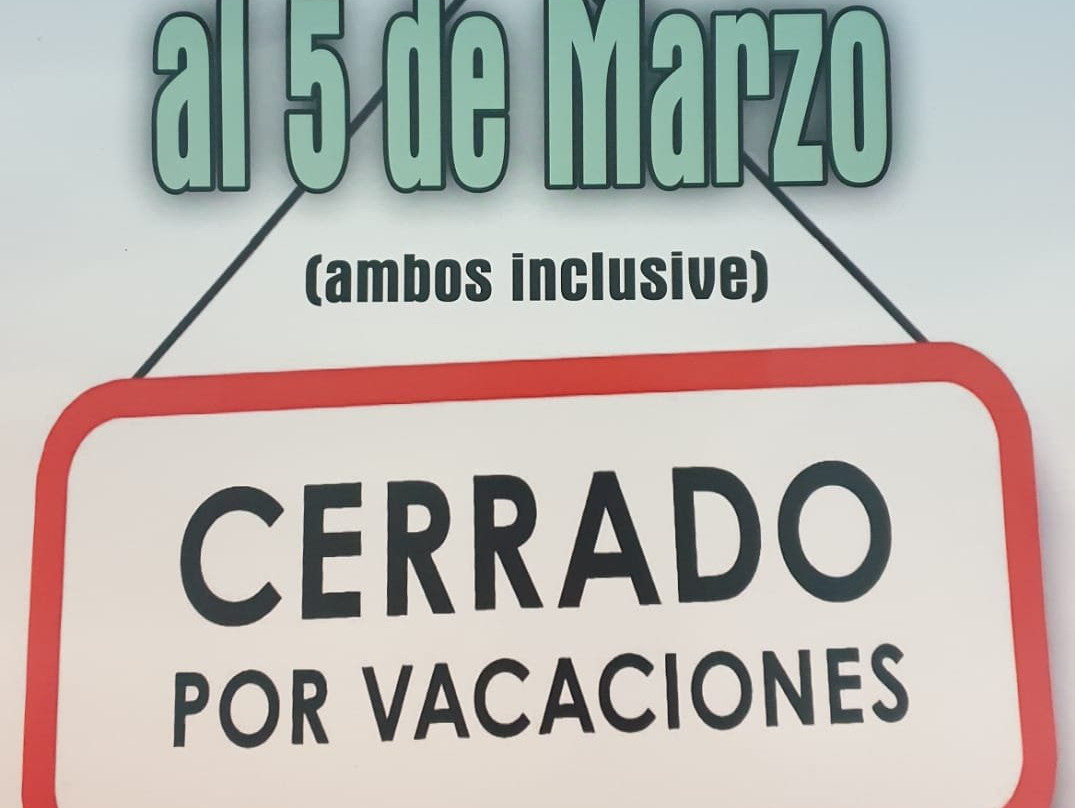 al 5 de Marzo
(ambos inclusive)
CERRADO
POR VACACIONES